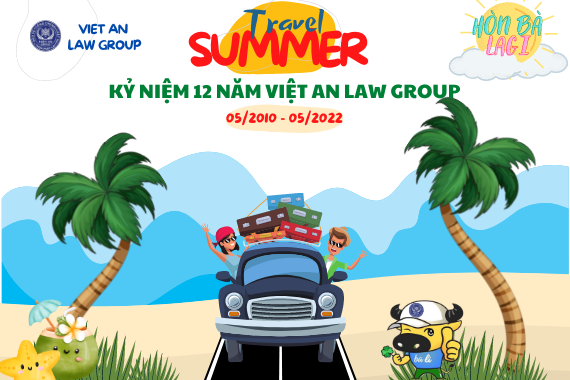 VIET AN
LAW GROUP
Travel
SUMMER
HÒN BÀ
LAGI
KỶ NIỆM 12 NĂM VIỆT AN LAW GROUP
05/2010 - 05/2022